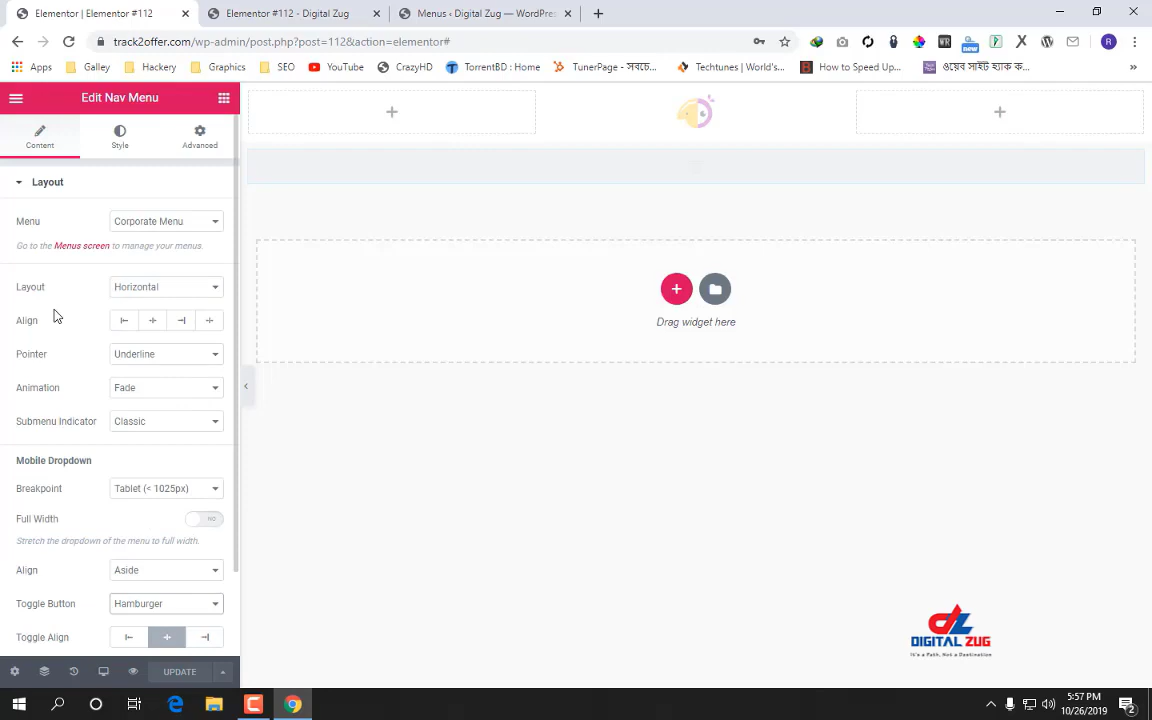 Elementor | Elementor #112
Elementor #112 - Digital Zug
Menus ‹ Digital Zug — WordPres
track2offer.com/wp-admin/post.php?post=112&action=elementor#
Apps
Galley
Hackery
Graphics
SEO
YouTube
CrazyHD
TorrentBD : Home
TunerPage - সবচেয়ে...
Techtunes | World's...
How to Speed Up...
ওয়েব সাইট হ্যাক ক...
Edit Nav Menu
Content
Style
Advanced
Layout
Menu
Corporate Menu
Go to the Menus screen to manage your menus.
Layout
Horizontal
Align
Pointer
Underline
Animation
Fade
Submenu Indicator
Classic
Mobile Dropdown
Breakpoint
Tablet (< 1025px)
Full Width
NO
Stretch the dropdown of the menu to full width.
Align
Aside
Toggle Button
Hamburger
Toggle Align
UPDATE
Drag widget here
DIGITAL ZUG
It's a Path, Not a Destination
5:57 PM
10/26/2019
2